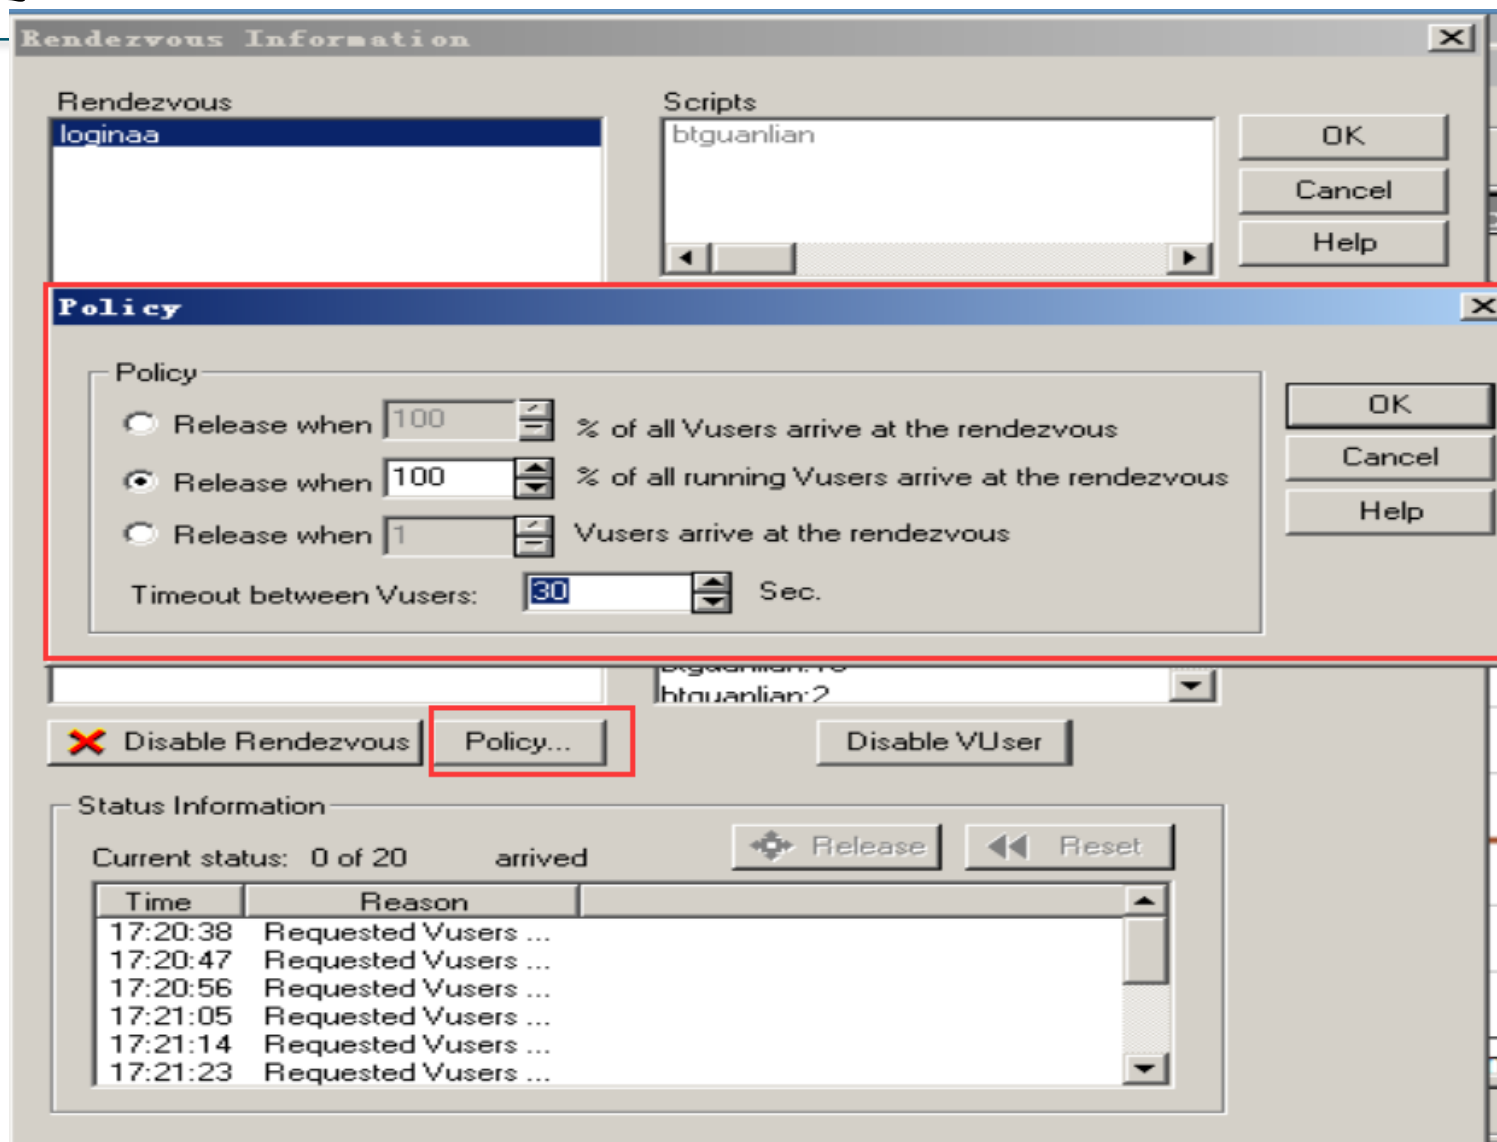 Rendezvous Information
Rendezvous
Scripts
loginaa
btguanlian
OK
Cancel
Help
Policy
Policy
Release when 100 % of all Vusers arrive at the rendezvous
Release when 100 % of all running Vusers arrive at the rendezvous
Release when 1 Vusers arrive at the rendezvous
Timeout between Vusers: 30 Sec.
OK
Cancel
Help
btguanlian:2
Disable Rendezvous
Policy...
Disable VUser
Status Information
Current status: 0 of 20 arrived
Release
Reset
Time Reason
17:20:38 Requested Vusers ...
17:20:47 Requested Vusers ...
17:20:56 Requested Vusers ...
17:21:05 Requested Vusers ...
17:21:14 Requested Vusers ...
17:21:23 Requested Vusers ...